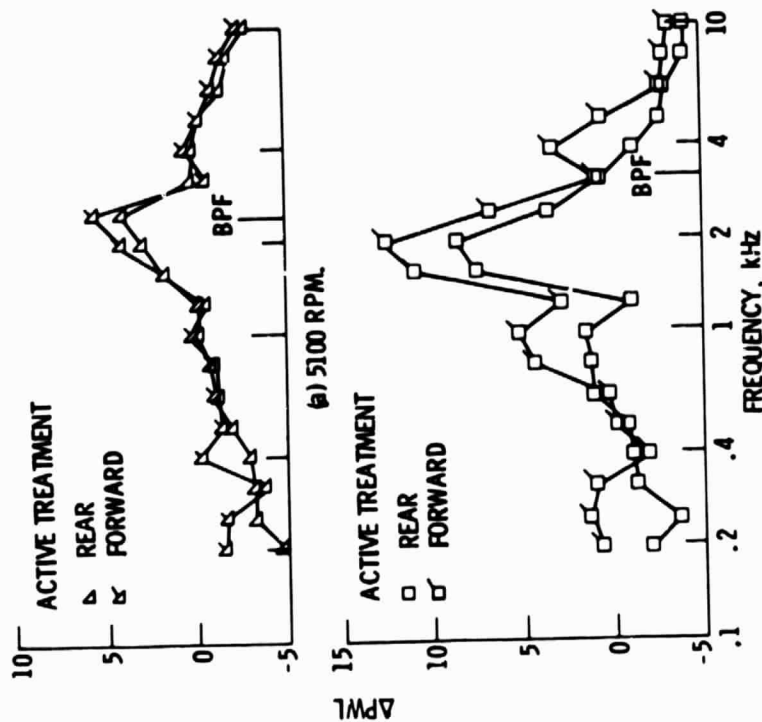 10
5
0
-5
ACTIVE TREATMENT
REAR
FORWARD
BPF
(a) 5100 RPM.
ΔPWL
15
10
5
0
-5
ACTIVE TREATMENT
REAR
FORWARD
BPF
.1
.2
.4
1
2
4
10
FREQUENCY, kHz